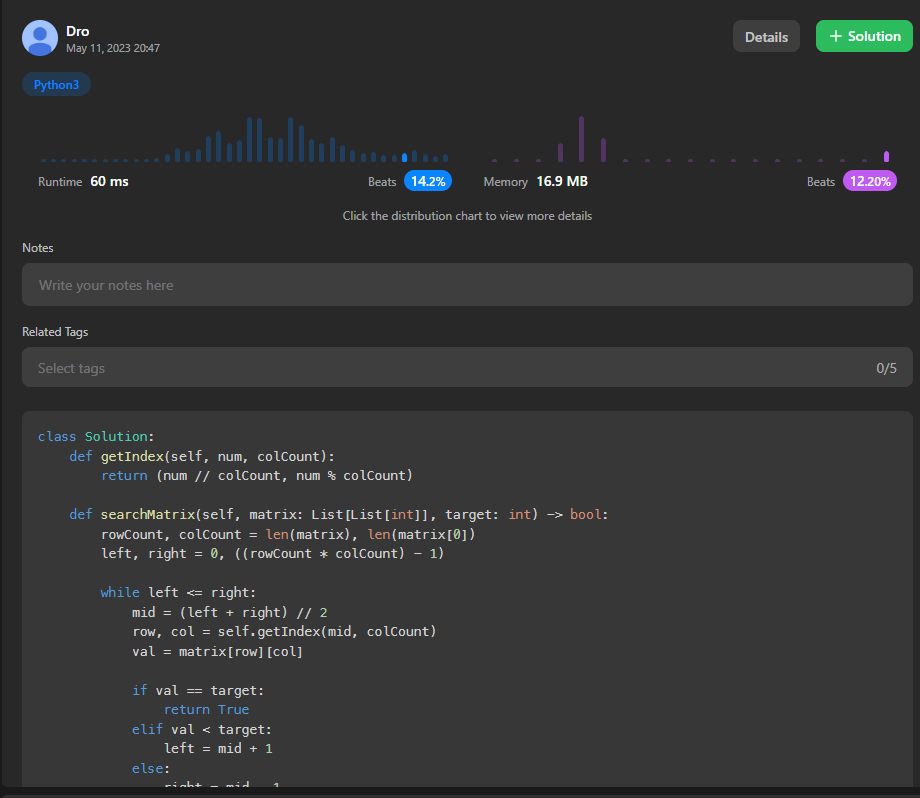 Dro
May 11, 2023 20:47
Details
+ Solution
Python3
Runtime 60 ms
Beats 14.2%
Memory 16.9 MB
Beats 12.20%
Click the distribution chart to view more details
Notes
Write your notes here
Related Tags
Select tags 0/5
class Solution:
    def getIndex(self, num, colCount):
        return (num // colCount, num % colCount)
    def searchMatrix(self, matrix: List[List[int]], target: int) -> bool:
        rowCount, colCount = len(matrix), len(matrix[0])
        left, right = 0, ((rowCount * colCount) - 1)
        while left <= right:
            mid = (left + right) // 2
            row, col = self.getIndex(mid, colCount)
            val = matrix[row][col]
            if val == target:
                return True
            elif val < target:
                left = mid + 1
            else:
                right = mid - 1